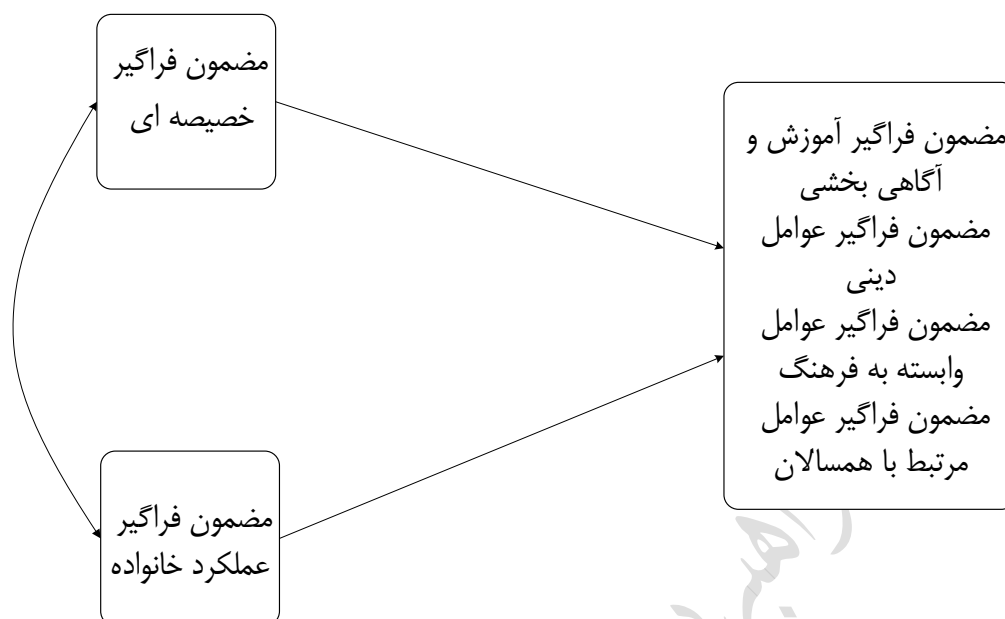 مضمون فراگیر
خصیصه ای
مضمون فراگیر آموزش و
آگاهی بخشی
مضمون فراگیر عوامل
دینی
مضمون فراگیر عوامل
وابسته به فرهنگ
مضمون فراگیر عوامل
مرتبط با همسالان
مضمون فراگیر
عملکرد خانواده